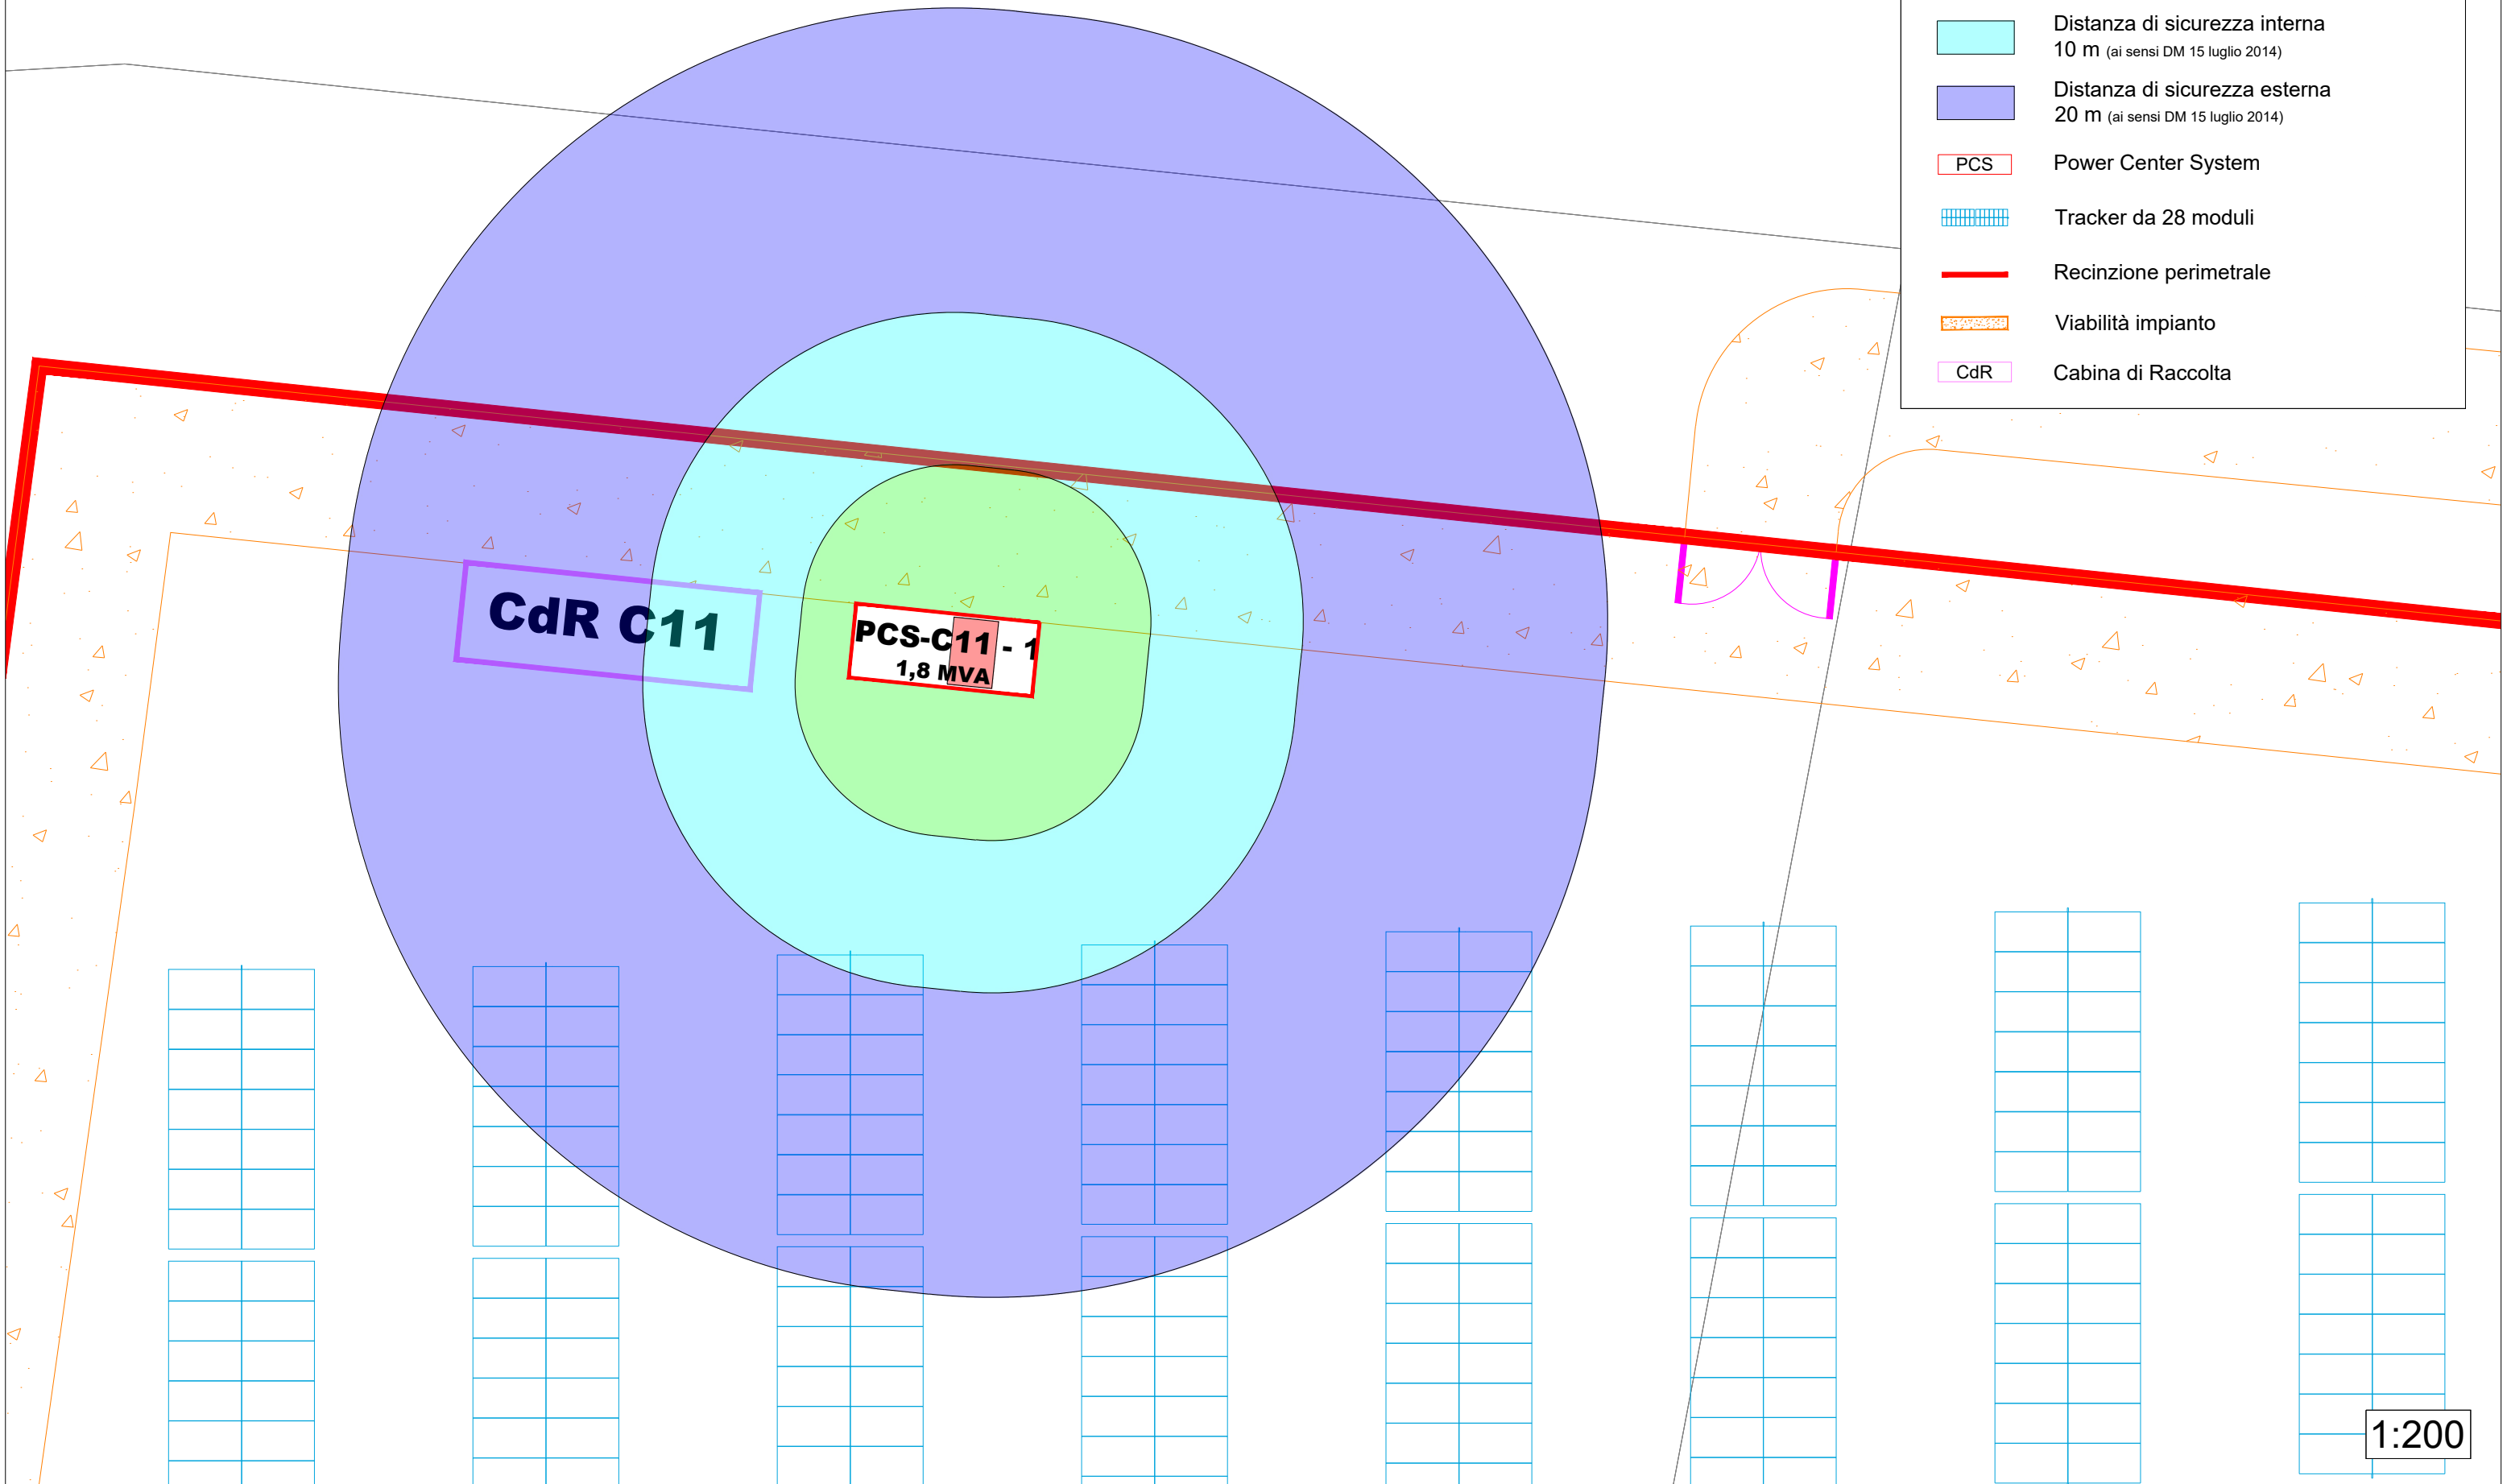 Distanza di sicurezza interna
10 m (ai sensi DM 15 luglio 2014)
Distanza di sicurezza esterna
20 m (ai sensi DM 15 luglio 2014)
PCS Power Center System
Tracker da 28 moduli
Recinzione perimetrale
Viabilità impianto
CdR Cabina di Raccolta
CdR C11
PCS-C11 - 1
1,8 MVA
1:200